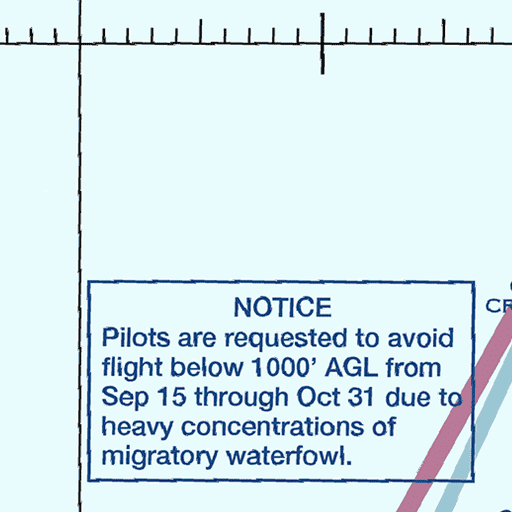 NOTICE
Pilots are requested to avoid
flight below 1000' AGL from
Sep 15 through Oct 31 due to
heavy concentrations of
migratory waterfowl.